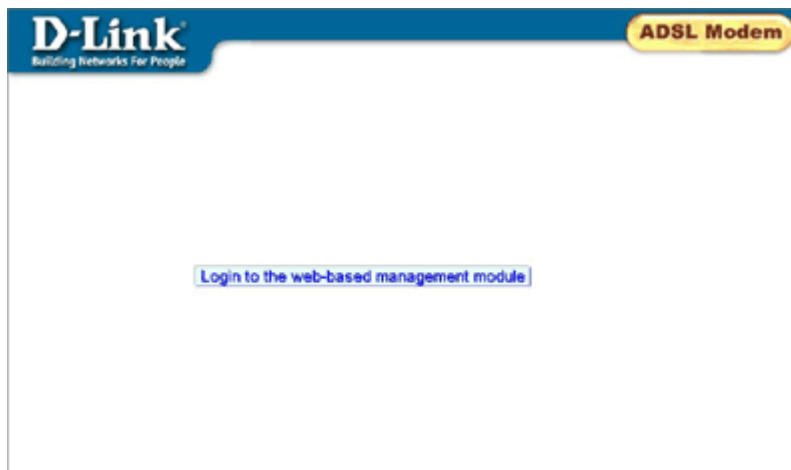 D-Link
Building Networks For People
ADSL Modem
Login to the web-based management module